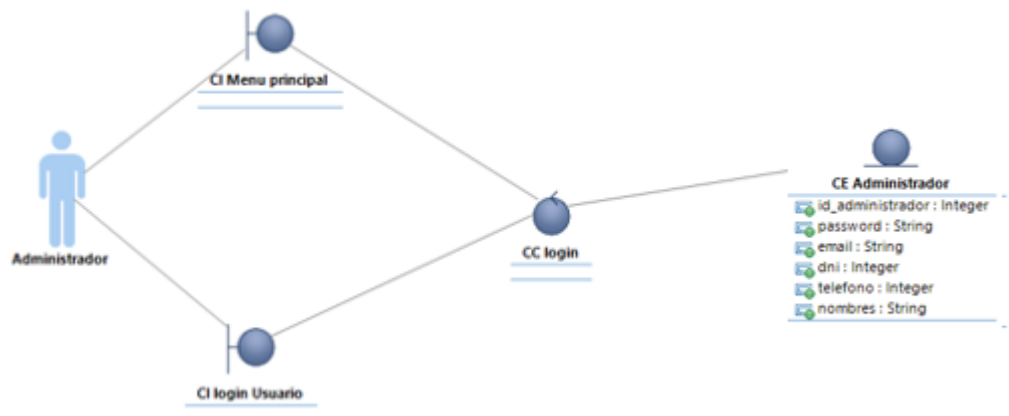 CI Menu principal
Administrador
CI login Usuario
CC login
CE Administrador
id_administrador : Integer
password : String
email : String
dni : Integer
telefono : Integer
nombres : String